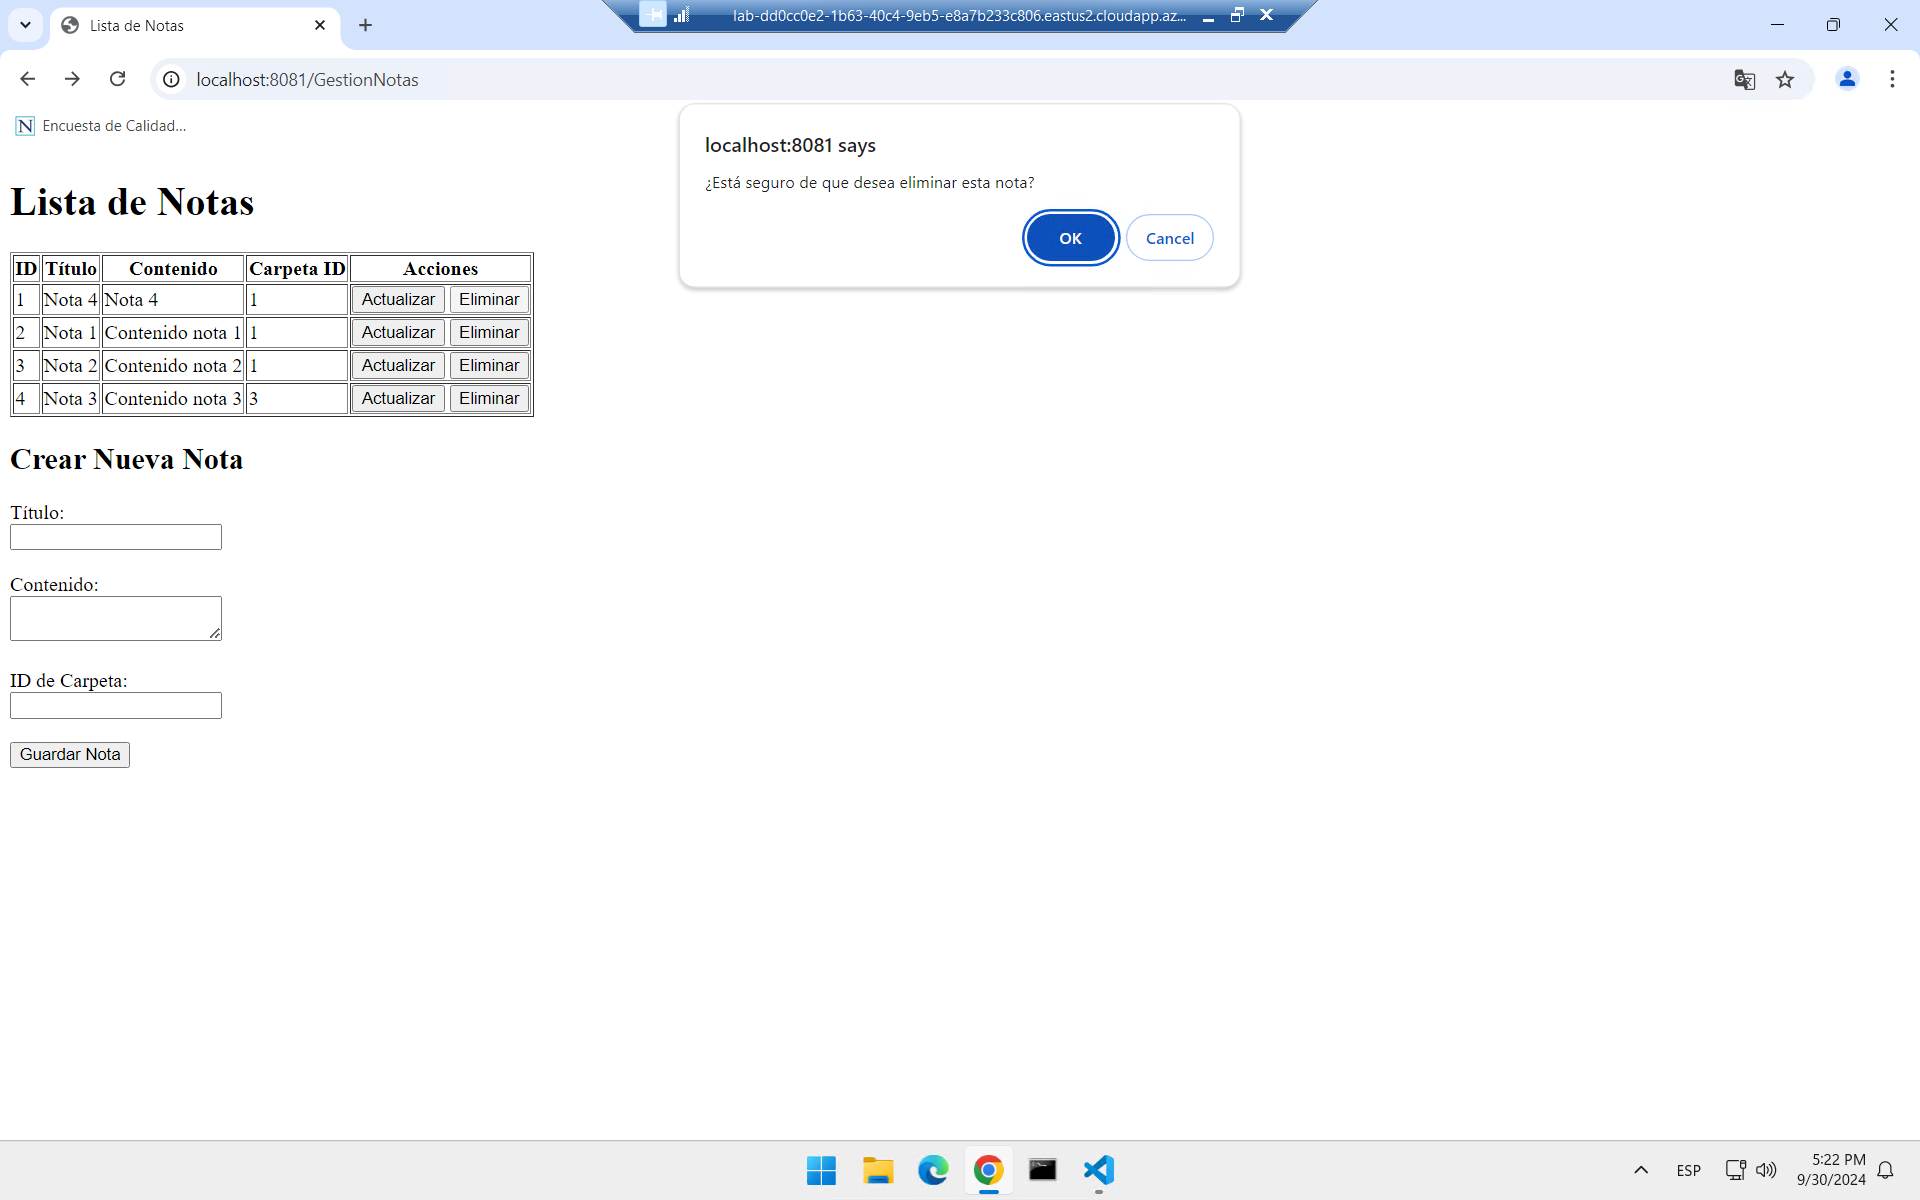 Lista de Notas
lab-dd0cc0e2-1b63-40c4-9eb5-e8a7b233c806.eastus2.cloudapp.az...
localhost:8081/GestionNotas
N Encuesta de Calidad...
localhost:8081 says
¿Está seguro de que desea eliminar esta nota?
OK Cancel
Lista de Notas
ID Título Contenido Carpeta ID Acciones
1 Nota 4 Nota 4 1 Actualizar Eliminar
2 Nota 1 Contenido nota 1 1 Actualizar Eliminar
3 Nota 2 Contenido nota 2 1 Actualizar Eliminar
4 Nota 3 Contenido nota 3 3 Actualizar Eliminar
Crear Nueva Nota
Título:
Contenido:
ID de Carpeta:
Guardar Nota
ESP
5:22 PM
9/30/2024